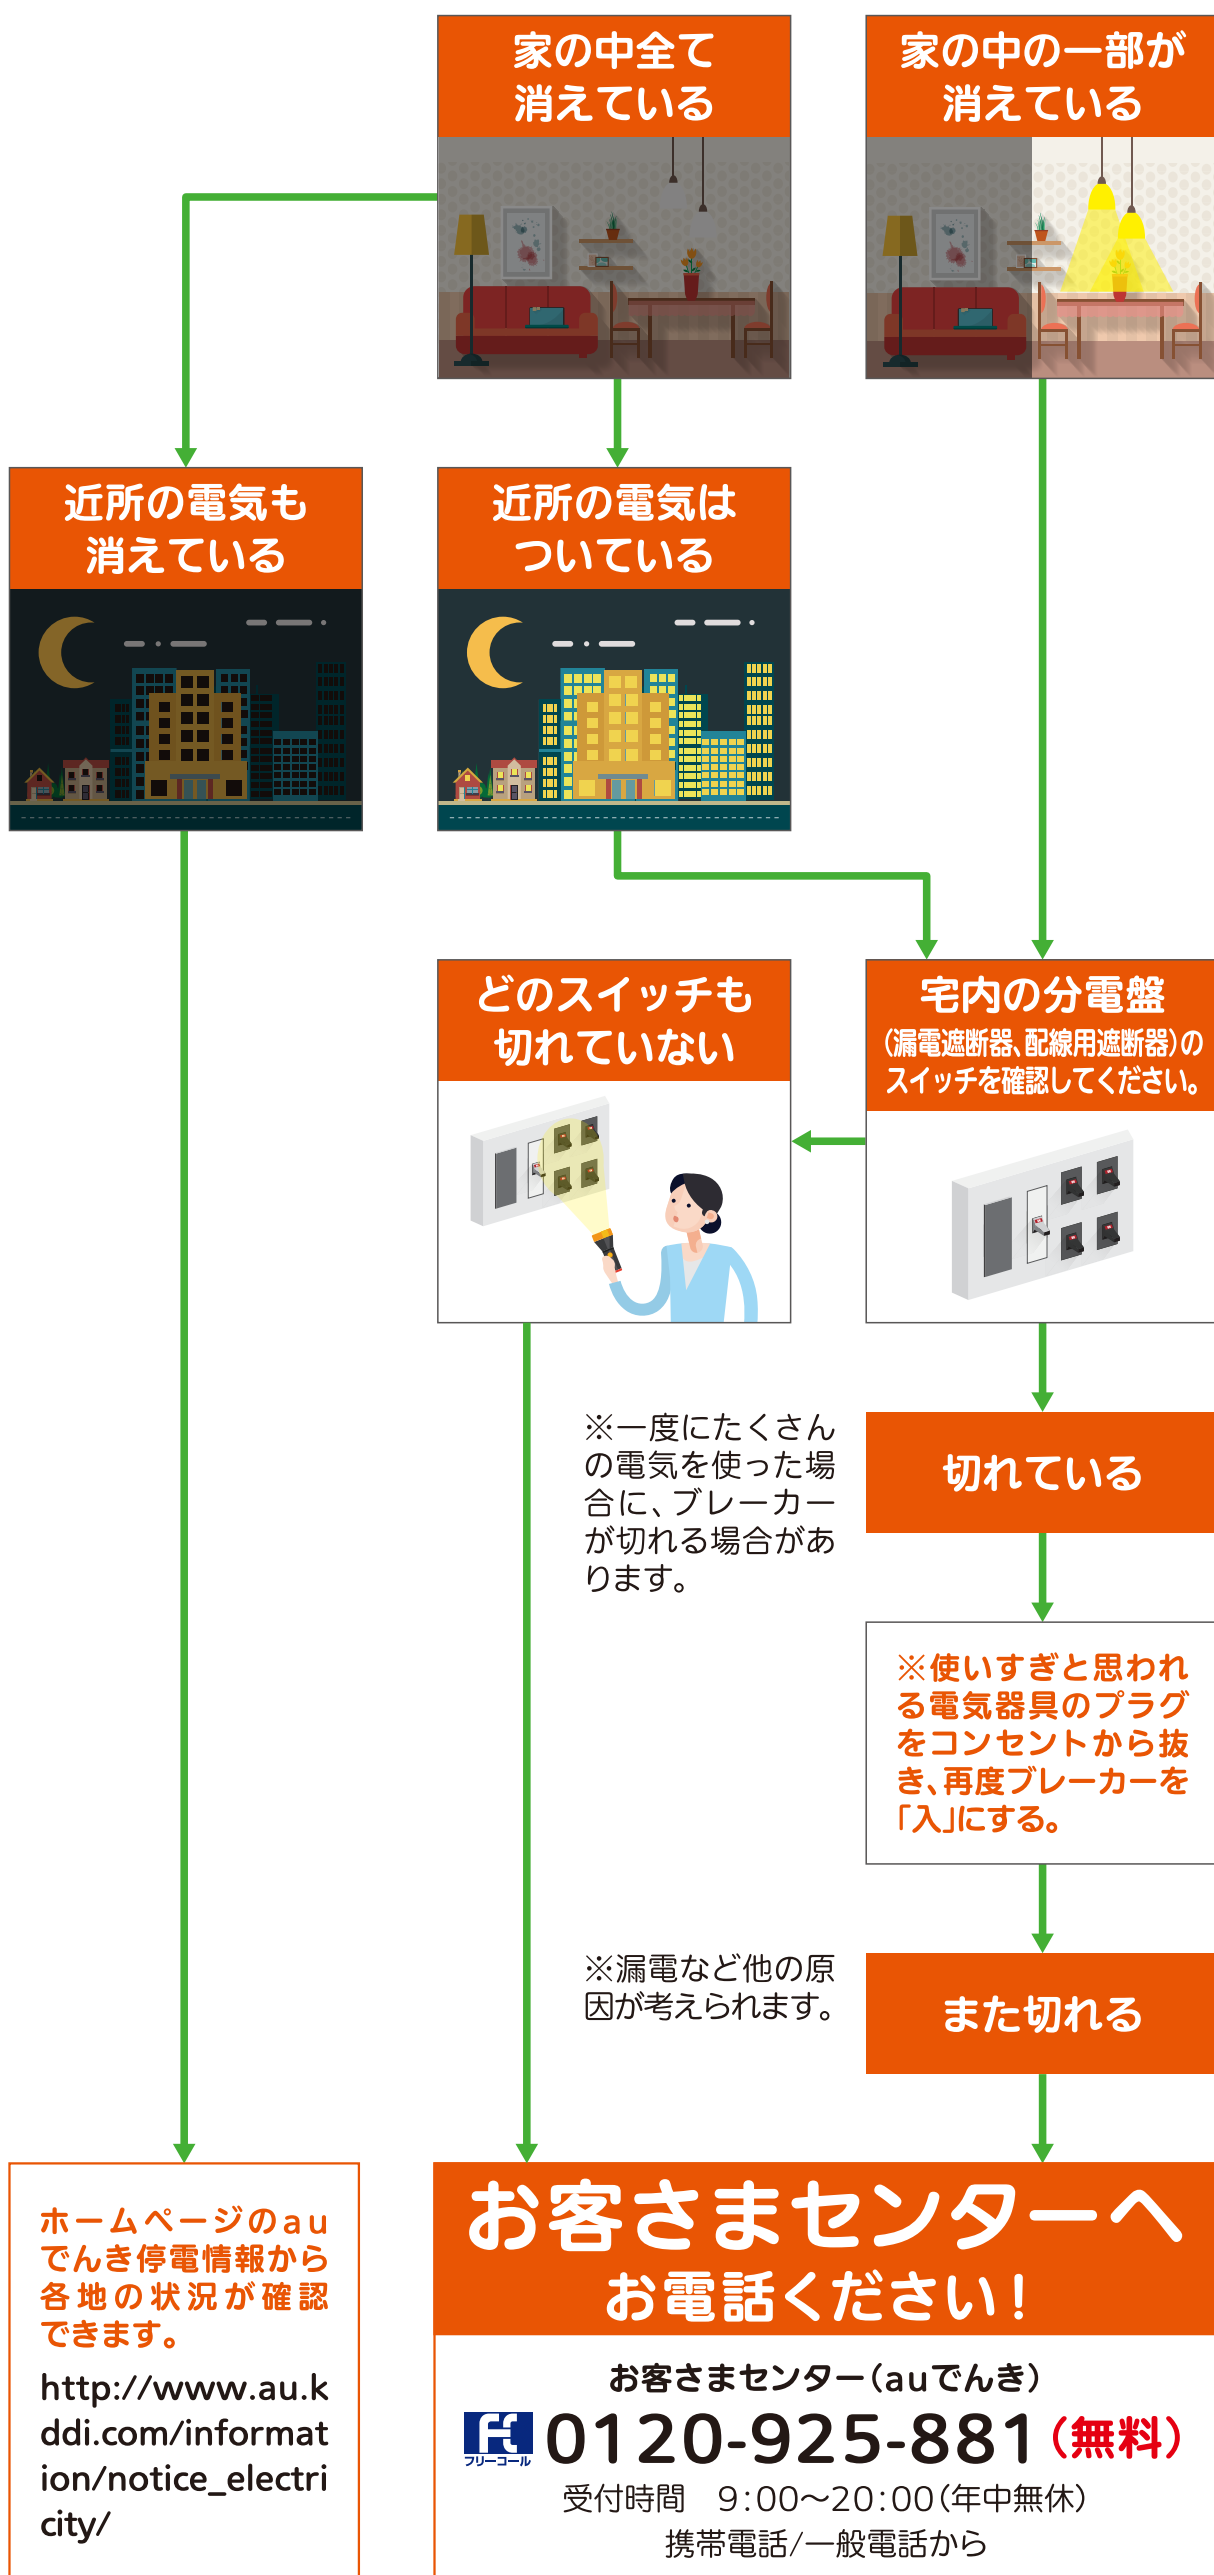 家の中全て
消えている
家の中の一部が
消えている
近所の電気も
消えている
近所の電気は
ついている
どのスイッチも
切れていない
宅内の分電盤
（漏電遮断器、配線用遮断器）の
スイッチを確認してください。
※一度にたくさん
の電気を使った場
合に、ブレーカー
が切れる場合があ
ります。
切れている
※使いすぎと思われ
る電気器具のプラグ
をコンセントから抜
き、再度ブレーカーを
「入」にする。
※漏電など他の原
因が考えられます。
また切れる
ホームページのau
でんき停電情報から
各地の状況が確認
できます。
http://www.au.k
ddi.com/informat
ion/notice_electri
city/
お客さまセンターへ
お電話ください！
お客さまセンター（auでんき）
フリーコール 0120-925-881（無料）
受付時間　9:00～20:00（年中無休）
携帯電話/一般電話から